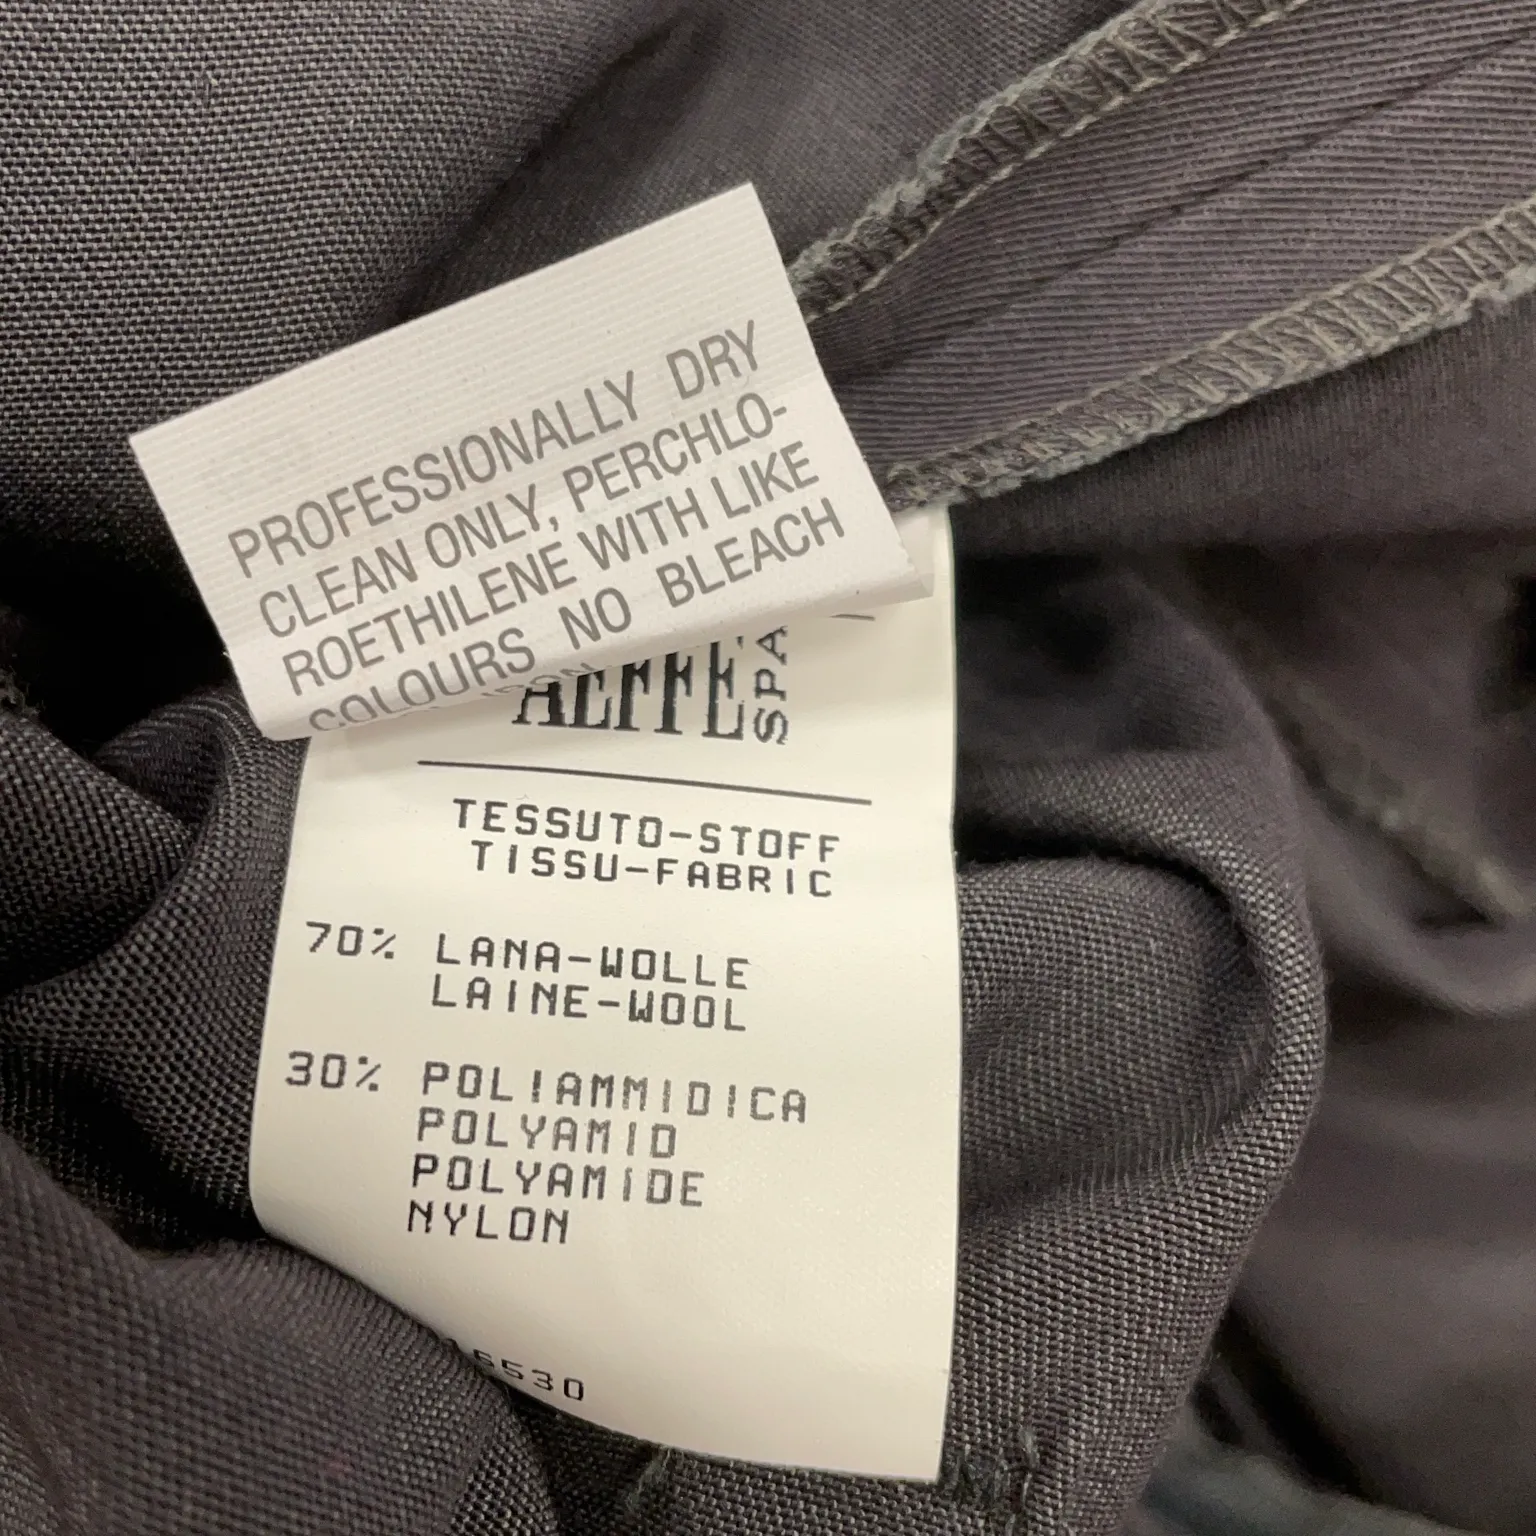 PROFESSIONALLY DRY
CLEAN ONLY, PERCHLO-
ROETHILENE WITH LIKE
COLOURS NO BLEACH
AEFFE
SPA
TESSUTO-STOFF
TISSU-FABRIC
70% LANA-WOLLE
LAINE-WOOL
30% POLIAMMIDICA
POLYAMID
POLYAMIDE
NYLON
6530